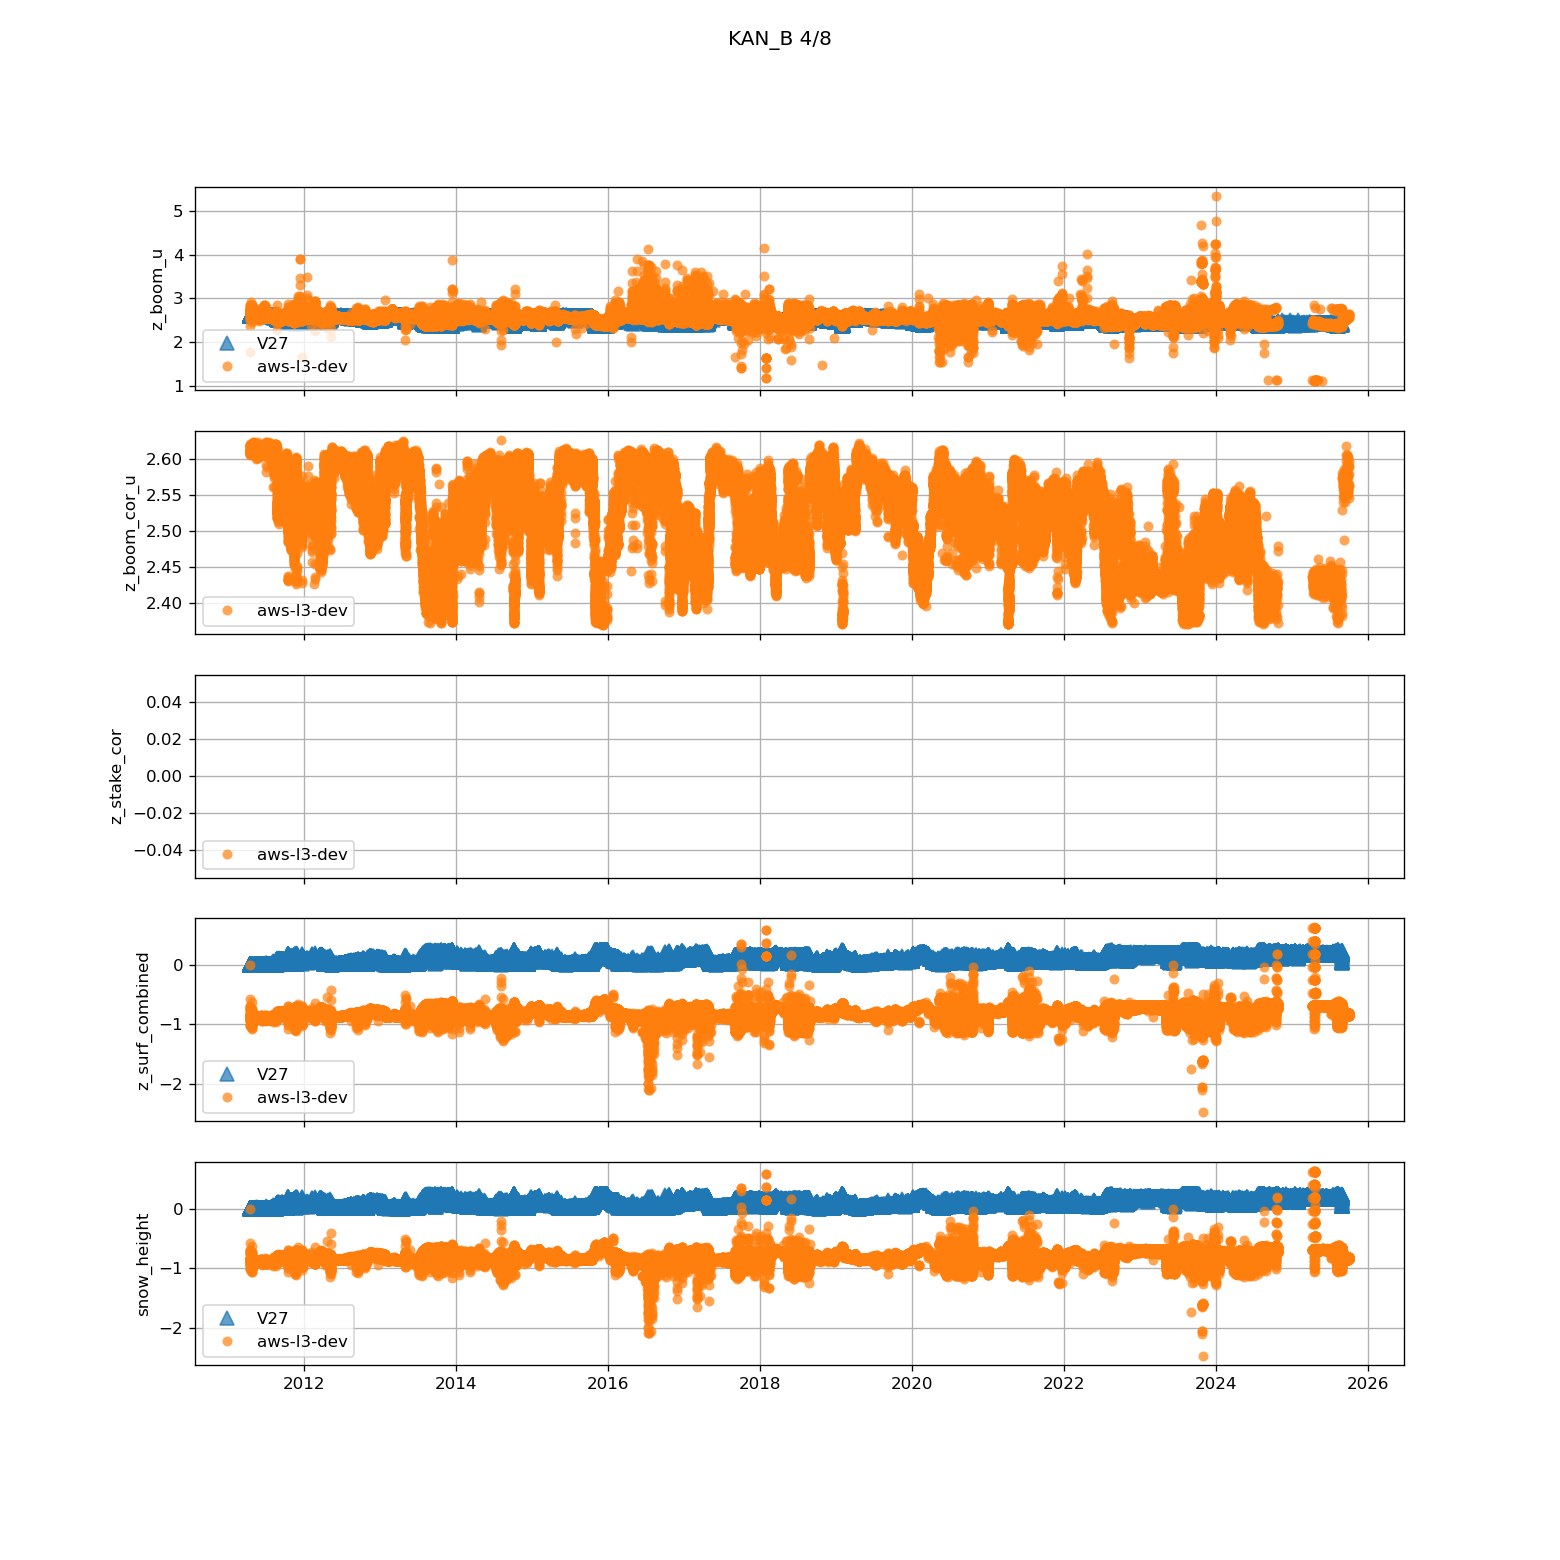 KAN_B 4/8
5
4
3
2
1
z_boom_u
V27
aws-l3-dev
2.60
2.55
2.50
2.45
2.40
z_boom_cor_u
aws-l3-dev
0.04
0.02
0.00
−0.02
−0.04
z_stake_cor
aws-l3-dev
0
−1
−2
z_surf_combined
V27
aws-l3-dev
0
−1
−2
snow_height
V27
aws-l3-dev
2012 2014 2016 2018 2020 2022 2024 2026